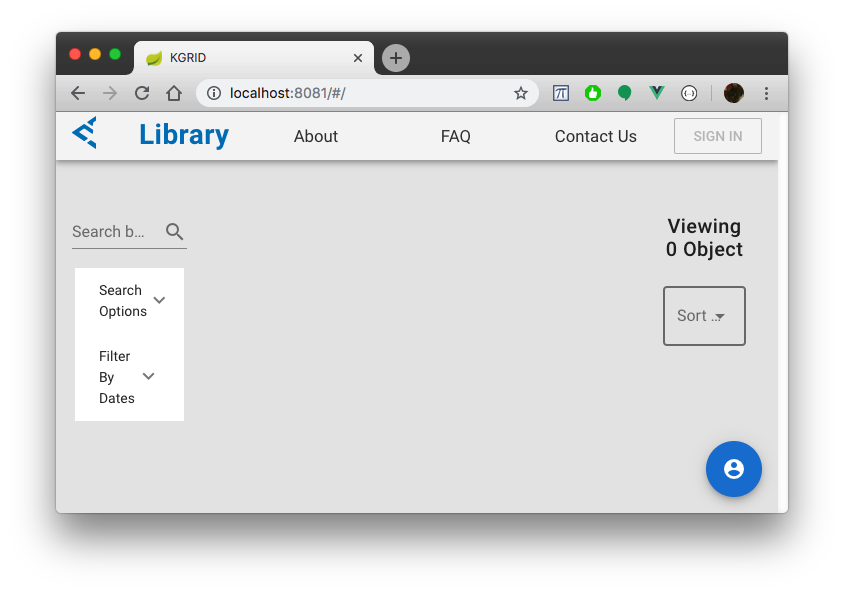 KGRID
localhost:8081/#/
Library
About
FAQ
Contact Us
SIGN IN
Search b...
Viewing
0 Object
Search
Options
Sort ...
Filter
By
Dates